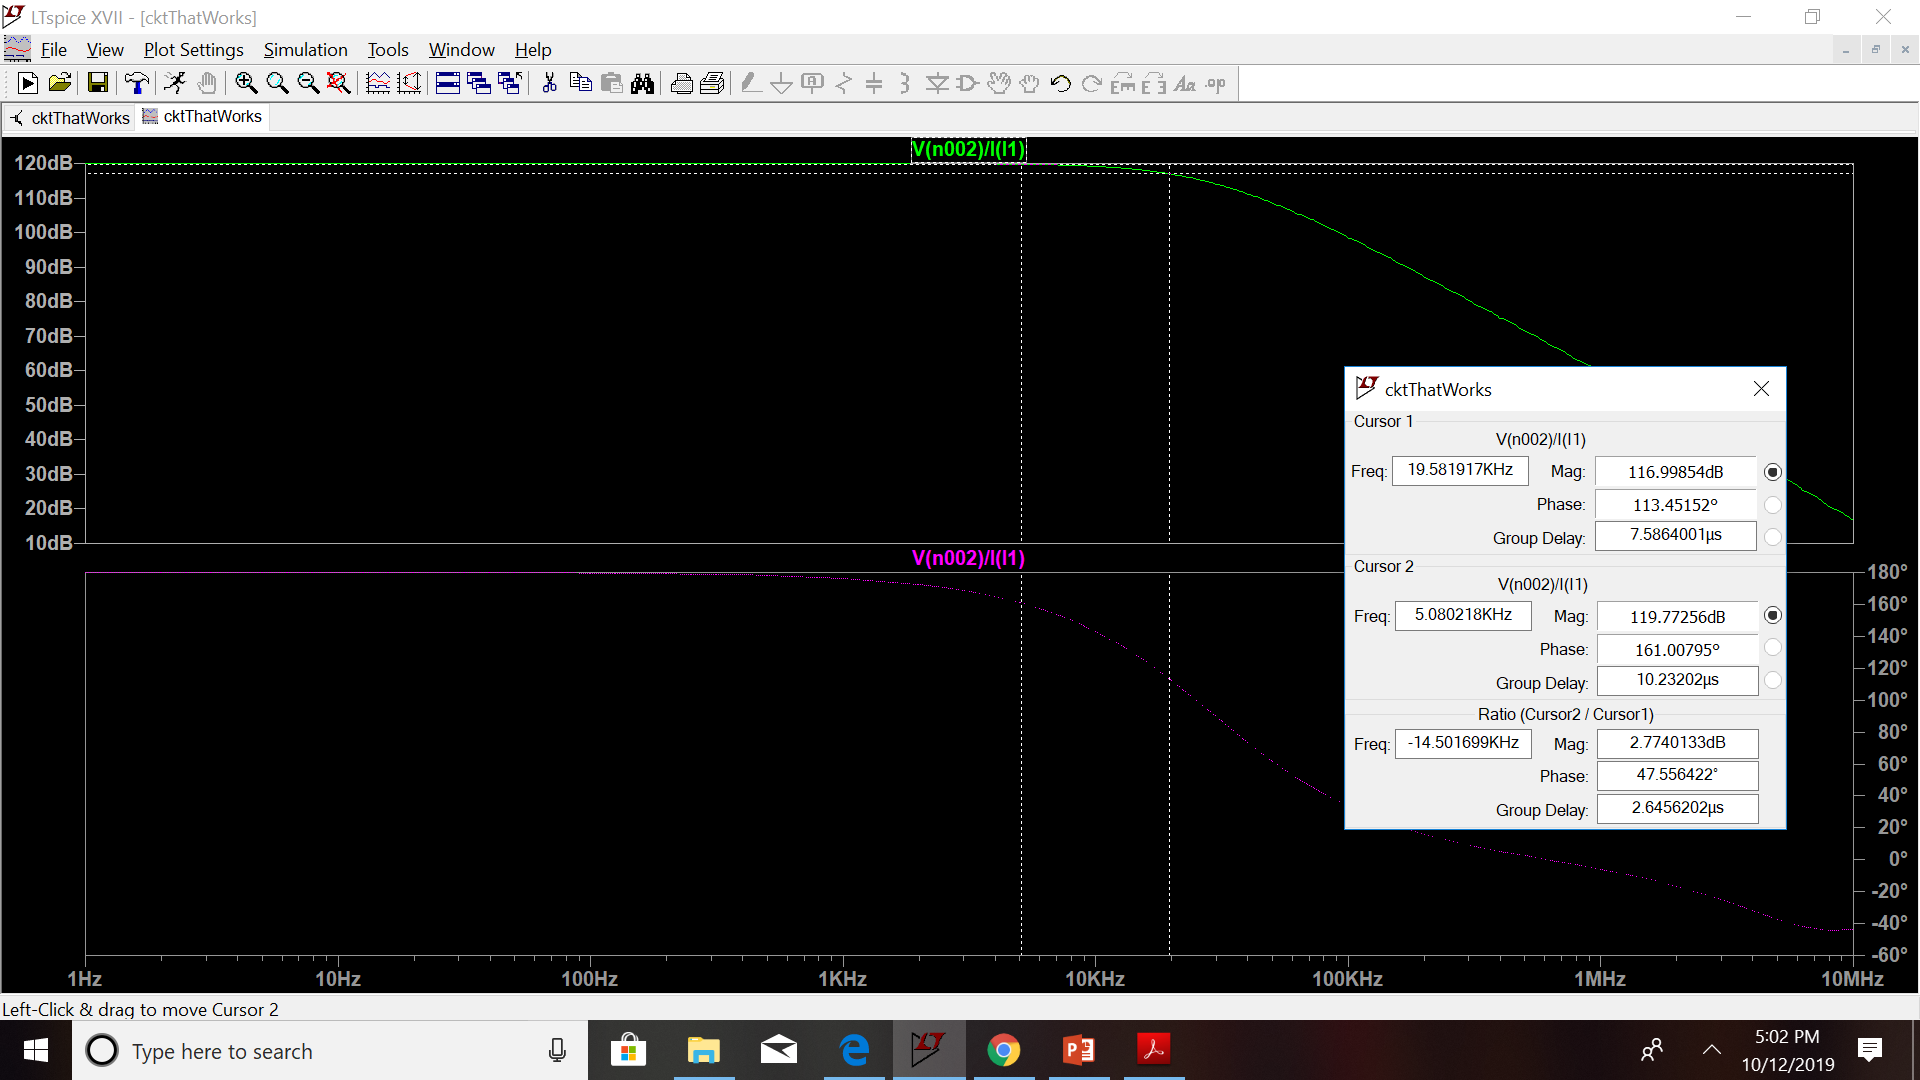 LTspice XVII - [cktThatWorks]
File View Plot Settings Simulation Tools Window Help
cktThatWorks cktThatWorks
V(n002)/I(I1)
120dB
110dB
100dB
90dB
80dB
70dB
60dB
50dB
40dB
30dB
20dB
10dB
V(n002)/I(I1)
180°
160°
140°
120°
100°
80°
60°
40°
20°
0°
-20°
-40°
-60°
1Hz 10Hz 100Hz 1KHz 10KHz 100KHz 1MHz 10MHz
cktThatWorks
Cursor 1
V(n002)/I(I1)
Freq: 19.581917KHz Mag: 116.99854dB
Phase: 113.45152°
Group Delay: 7.5864001µs
Cursor 2
V(n002)/I(I1)
Freq: 5.080218KHz Mag: 119.77256dB
Phase: 161.00795°
Group Delay: 10.23202µs
Ratio (Cursor2 / Cursor1)
Freq: -14.501699KHz Mag: 2.7740133dB
Phase: 47.556422°
Group Delay: 2.6456202µs
Left-Click & drag to move Cursor 2
Type here to search
5:02 PM
10/12/2019